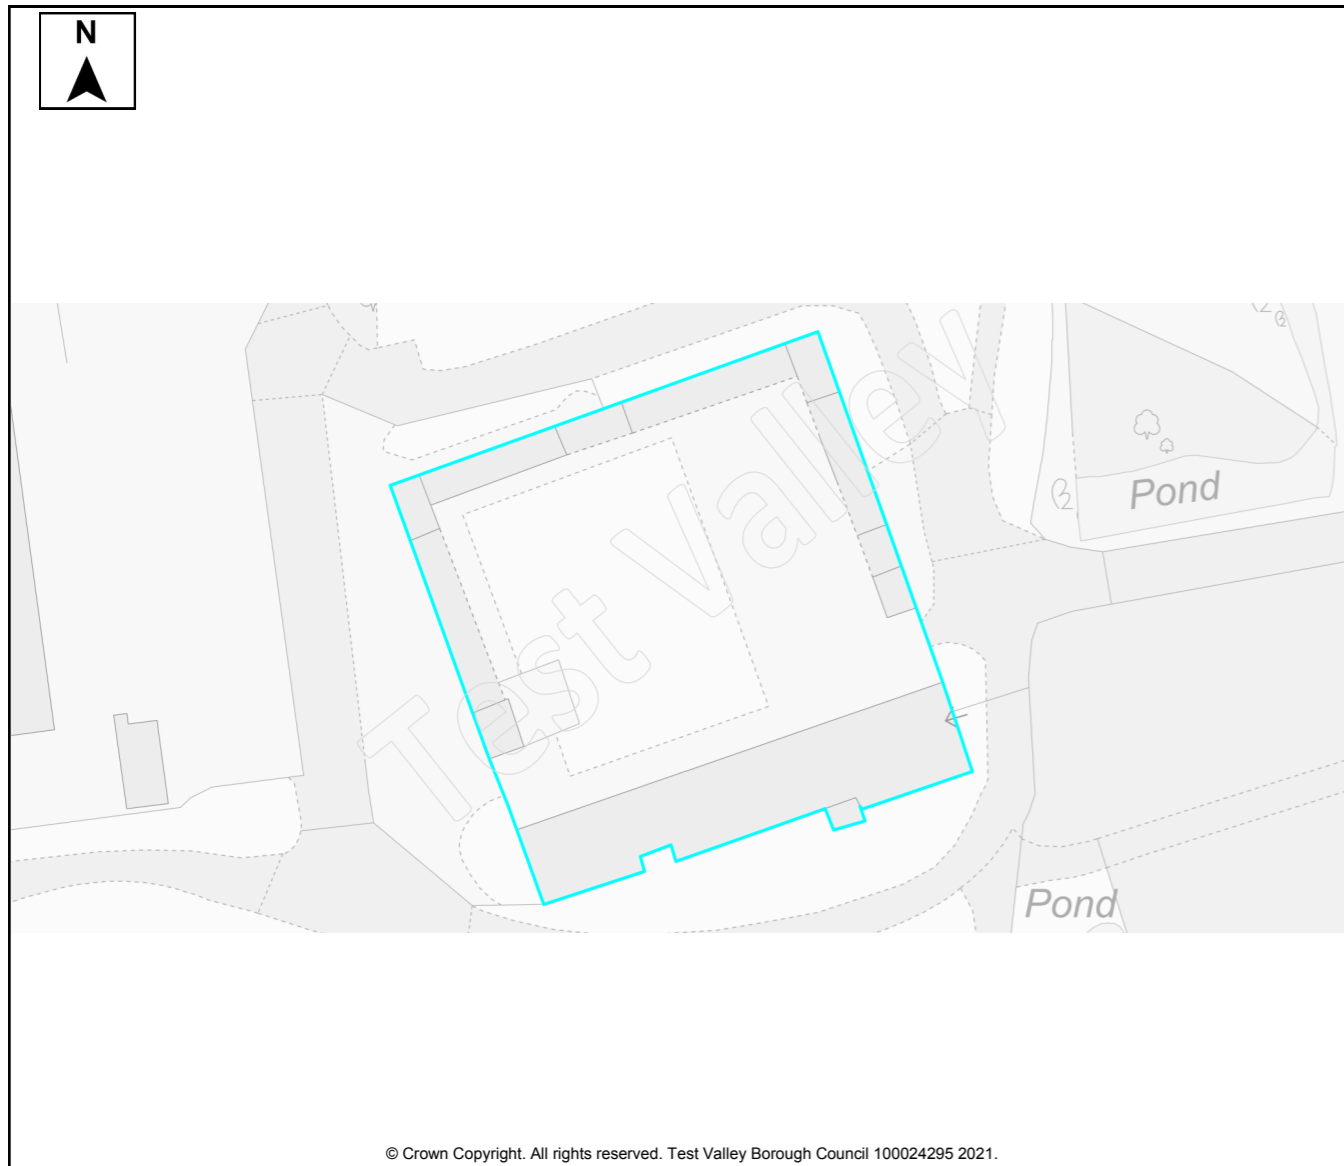 N
Test Valley
Pond
Pond
© Crown Copyright. All rights reserved. Test Valley Borough Council 100024295 2021.